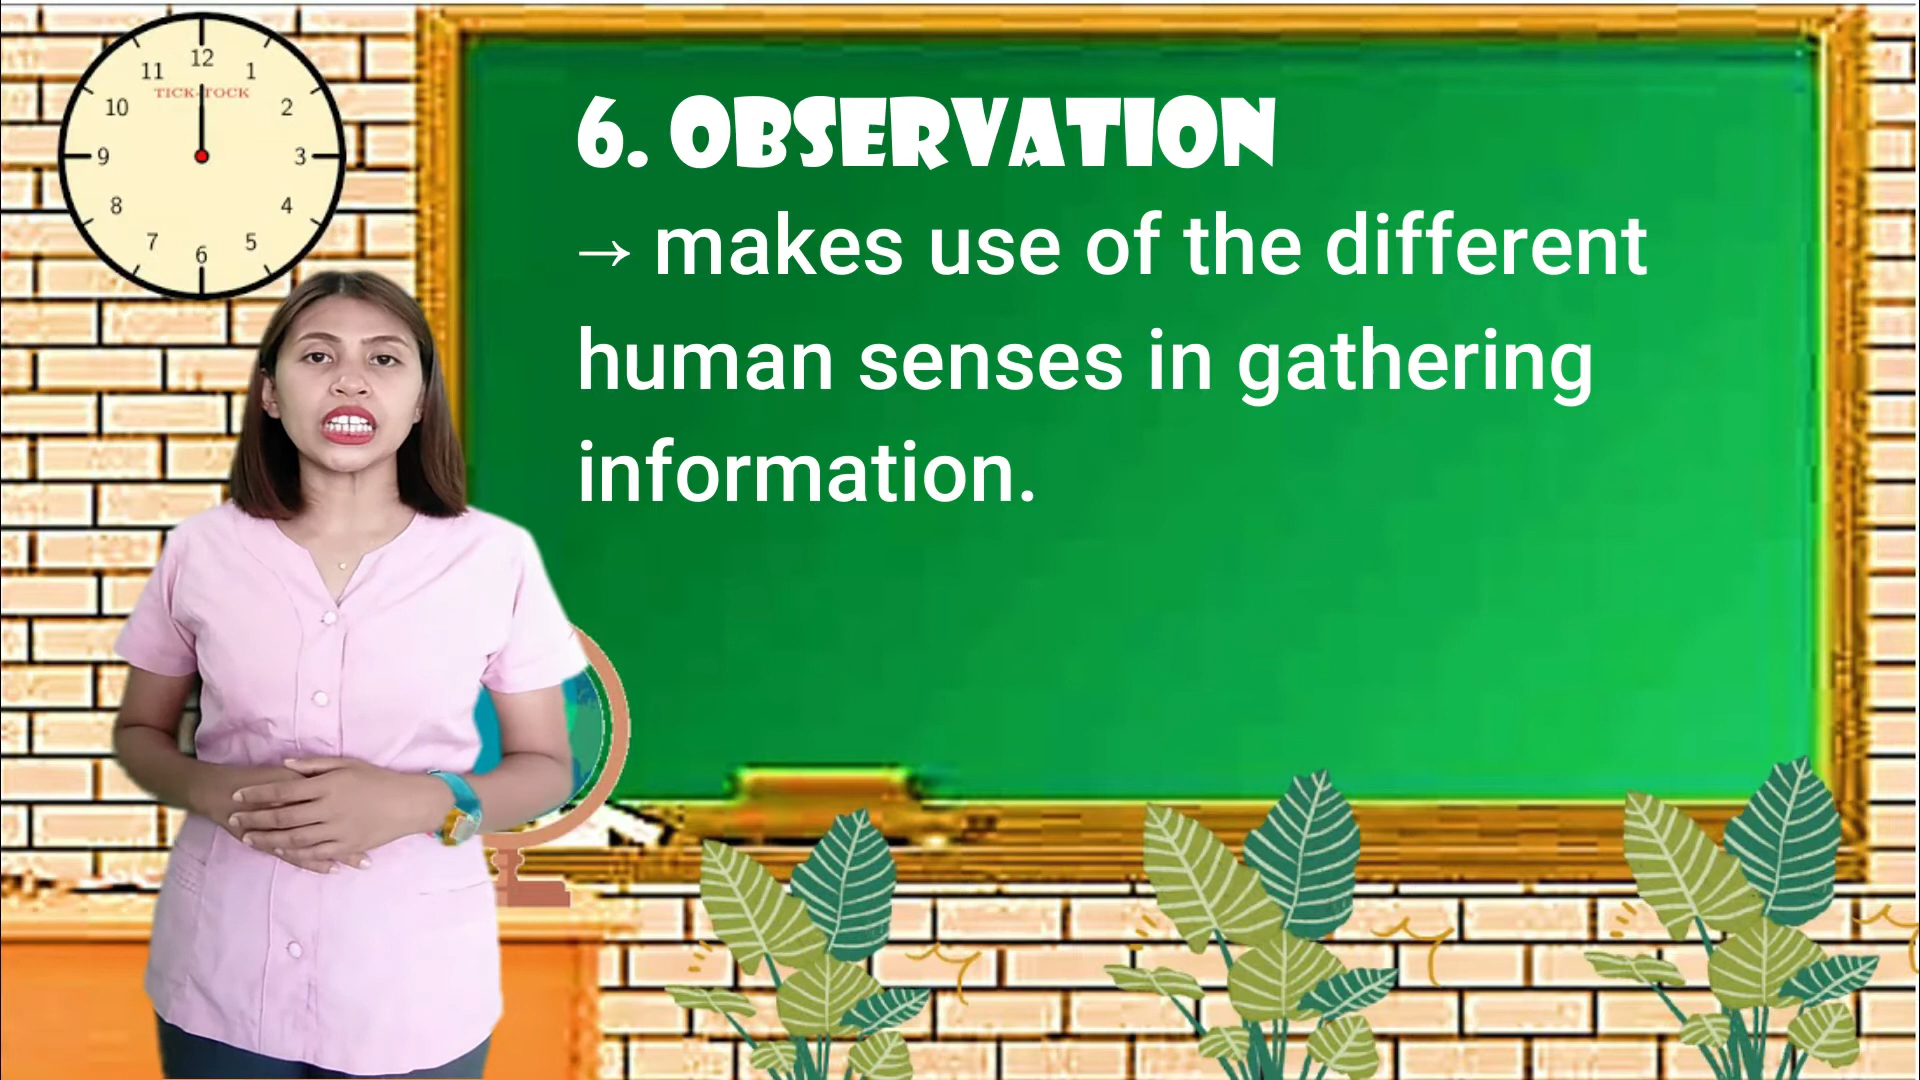 12
11
1
TICK-TOCK
10
2
9
3
8
4
7
5
6
6. OBSERVATION
→ makes use of the different
human senses in gathering
information.